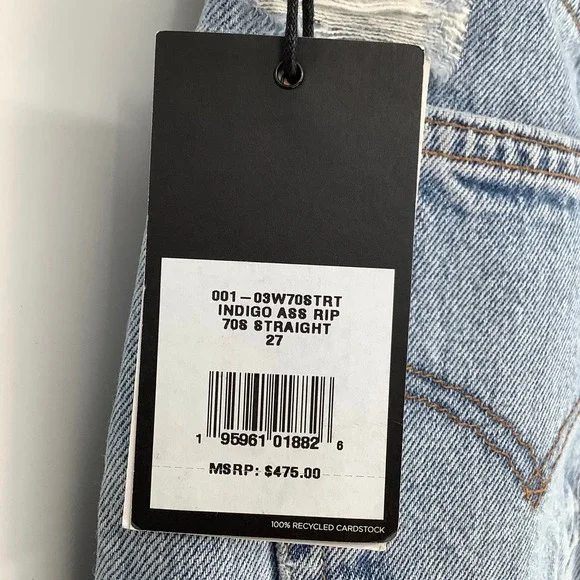 001-03W70STRT
INDIGO ASS RIP
70S STRAIGHT
27
1 95961 01882 6
MSRP: $475.00
100% RECYCLED CARDSTOCK